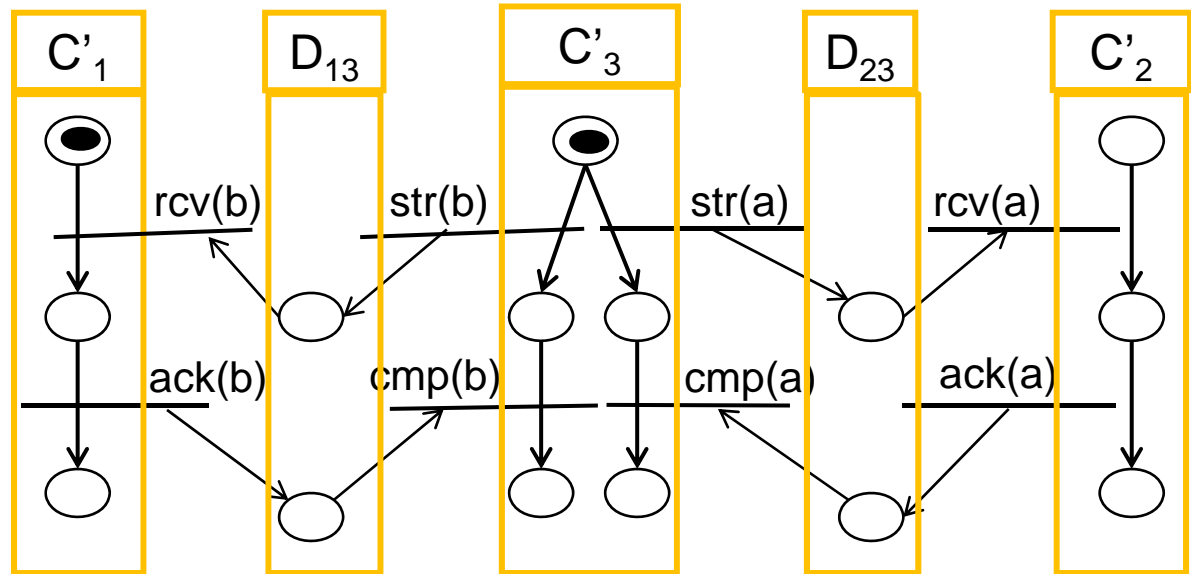 C’₁ D₁₃ C’₃ D₂₃ C’₂
rcv(b) str(b) str(a) rcv(a)
ack(b) cmp(b) cmp(a) ack(a)